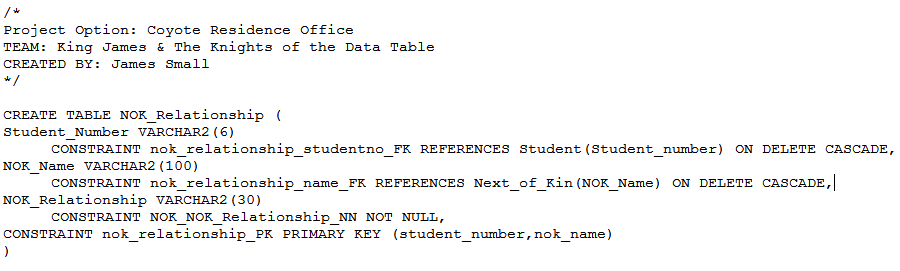 /*
Project Option: Coyote Residence Office
TEAM: King James & The Knights of the Data Table
CREATED BY: James Small
*/
CREATE TABLE NOK_Relationship (
Student_Number VARCHAR2(6)
CONSTRAINT nok_relationship_studentno_FK REFERENCES Student(Student_number) ON DELETE CASCADE,
NOK_Name VARCHAR2(100)
CONSTRAINT nok_relationship_name_FK REFERENCES Next_of_Kin(NOK_Name) ON DELETE CASCADE,
NOK_Relationship VARCHAR2(30)
CONSTRAINT NOK_NOK_Relationship_NN NOT NULL,
CONSTRAINT nok_relationship_PK PRIMARY KEY (student_number,nok_name)
)